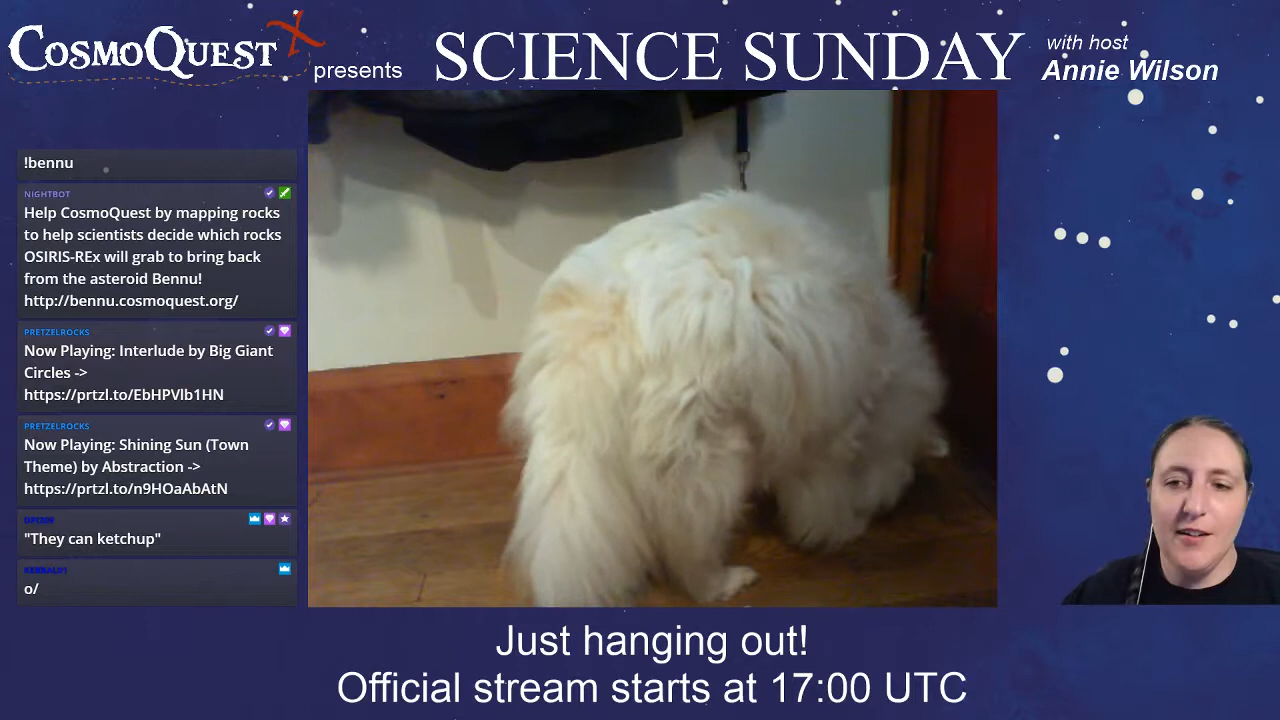 CosmoQuest X
presents
SCIENCE SUNDAY
with host
Annie Wilson
!bennu
NIGHTBOT
Help CosmoQuest by mapping rocks
to help scientists decide which rocks
OSIRIS-REx will grab to bring back
from the asteroid Bennu!
http://bennu.cosmoquest.org/
PRETZELROCKS
Now Playing: Interlude by Big Giant
Circles ->
https://prtzl.to/EbHPVlb1HN
PRETZELROCKS
Now Playing: Shining Sun (Town
Theme) by Abstraction ->
https://prtzl.to/n9HOaAbAtN
"They can ketchup"
o/
Just hanging out!
Official stream starts at 17:00 UTC